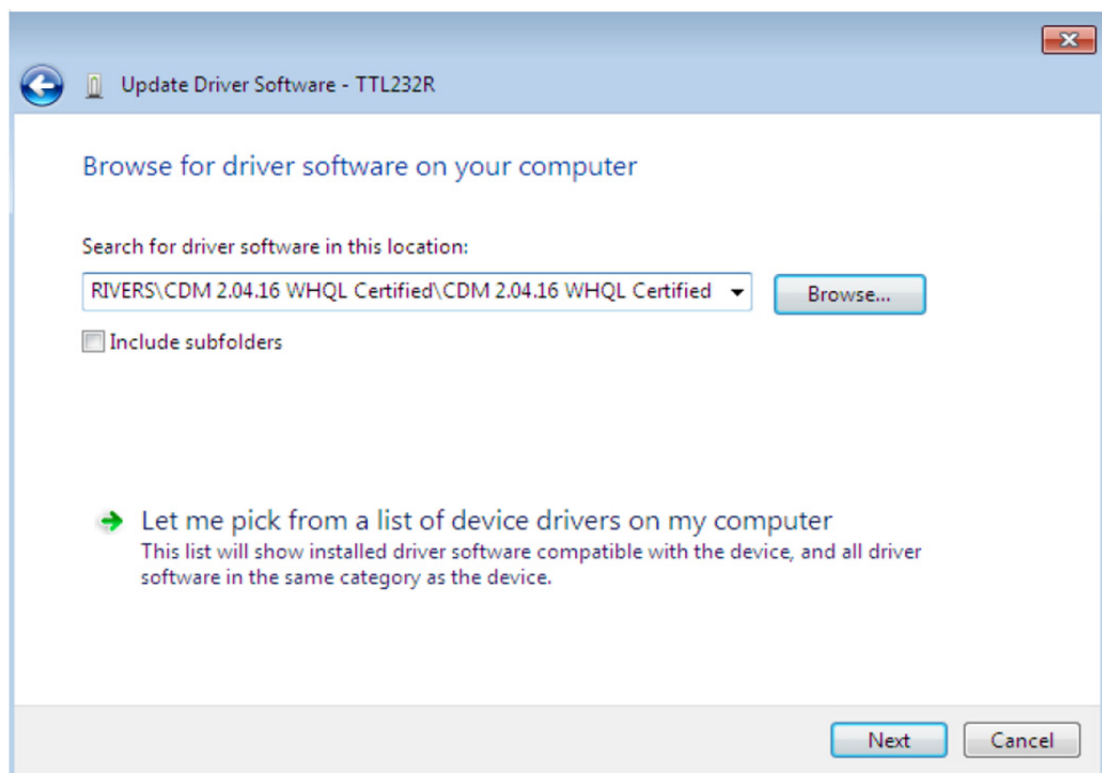 Update Driver Software - TTL232R
Browse for driver software on your computer
Search for driver software in this location:
RIVERS\CDM 2.04.16 WHQL Certified\CDM 2.04.16 WHQL Certified
Browse...
Include subfolders
Let me pick from a list of device drivers on my computer
This list will show installed driver software compatible with the device, and all driver
software in the same category as the device.
Next
Cancel